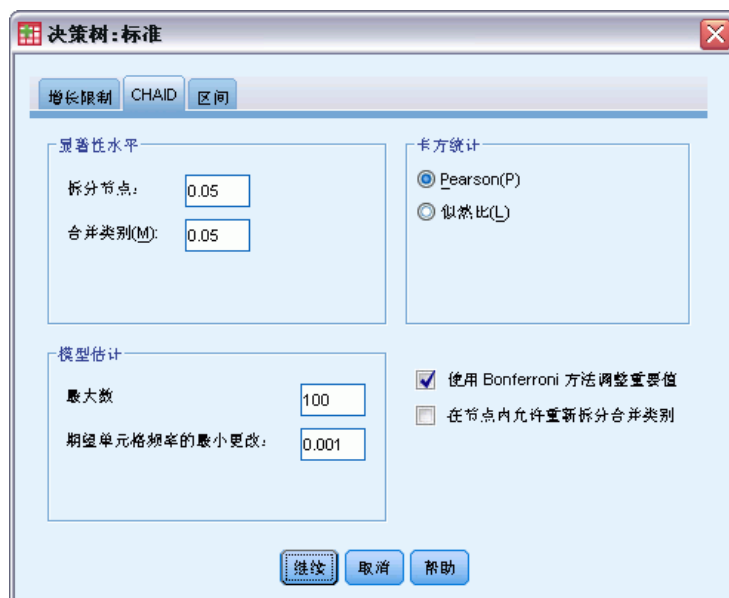 决策树:标准
增长限制 CHAID 区间
显著性水平
拆分节点:
0.05
合并类别(M):
0.05
卡方统计
Pearson(P)
似然比(L)
模型估计
最大数
100
期望单元格频率的最小更改:
0.001
使用 Bonferroni 方法调整重要值
在节点内允许重新拆分合并类别
继续 取消 帮助